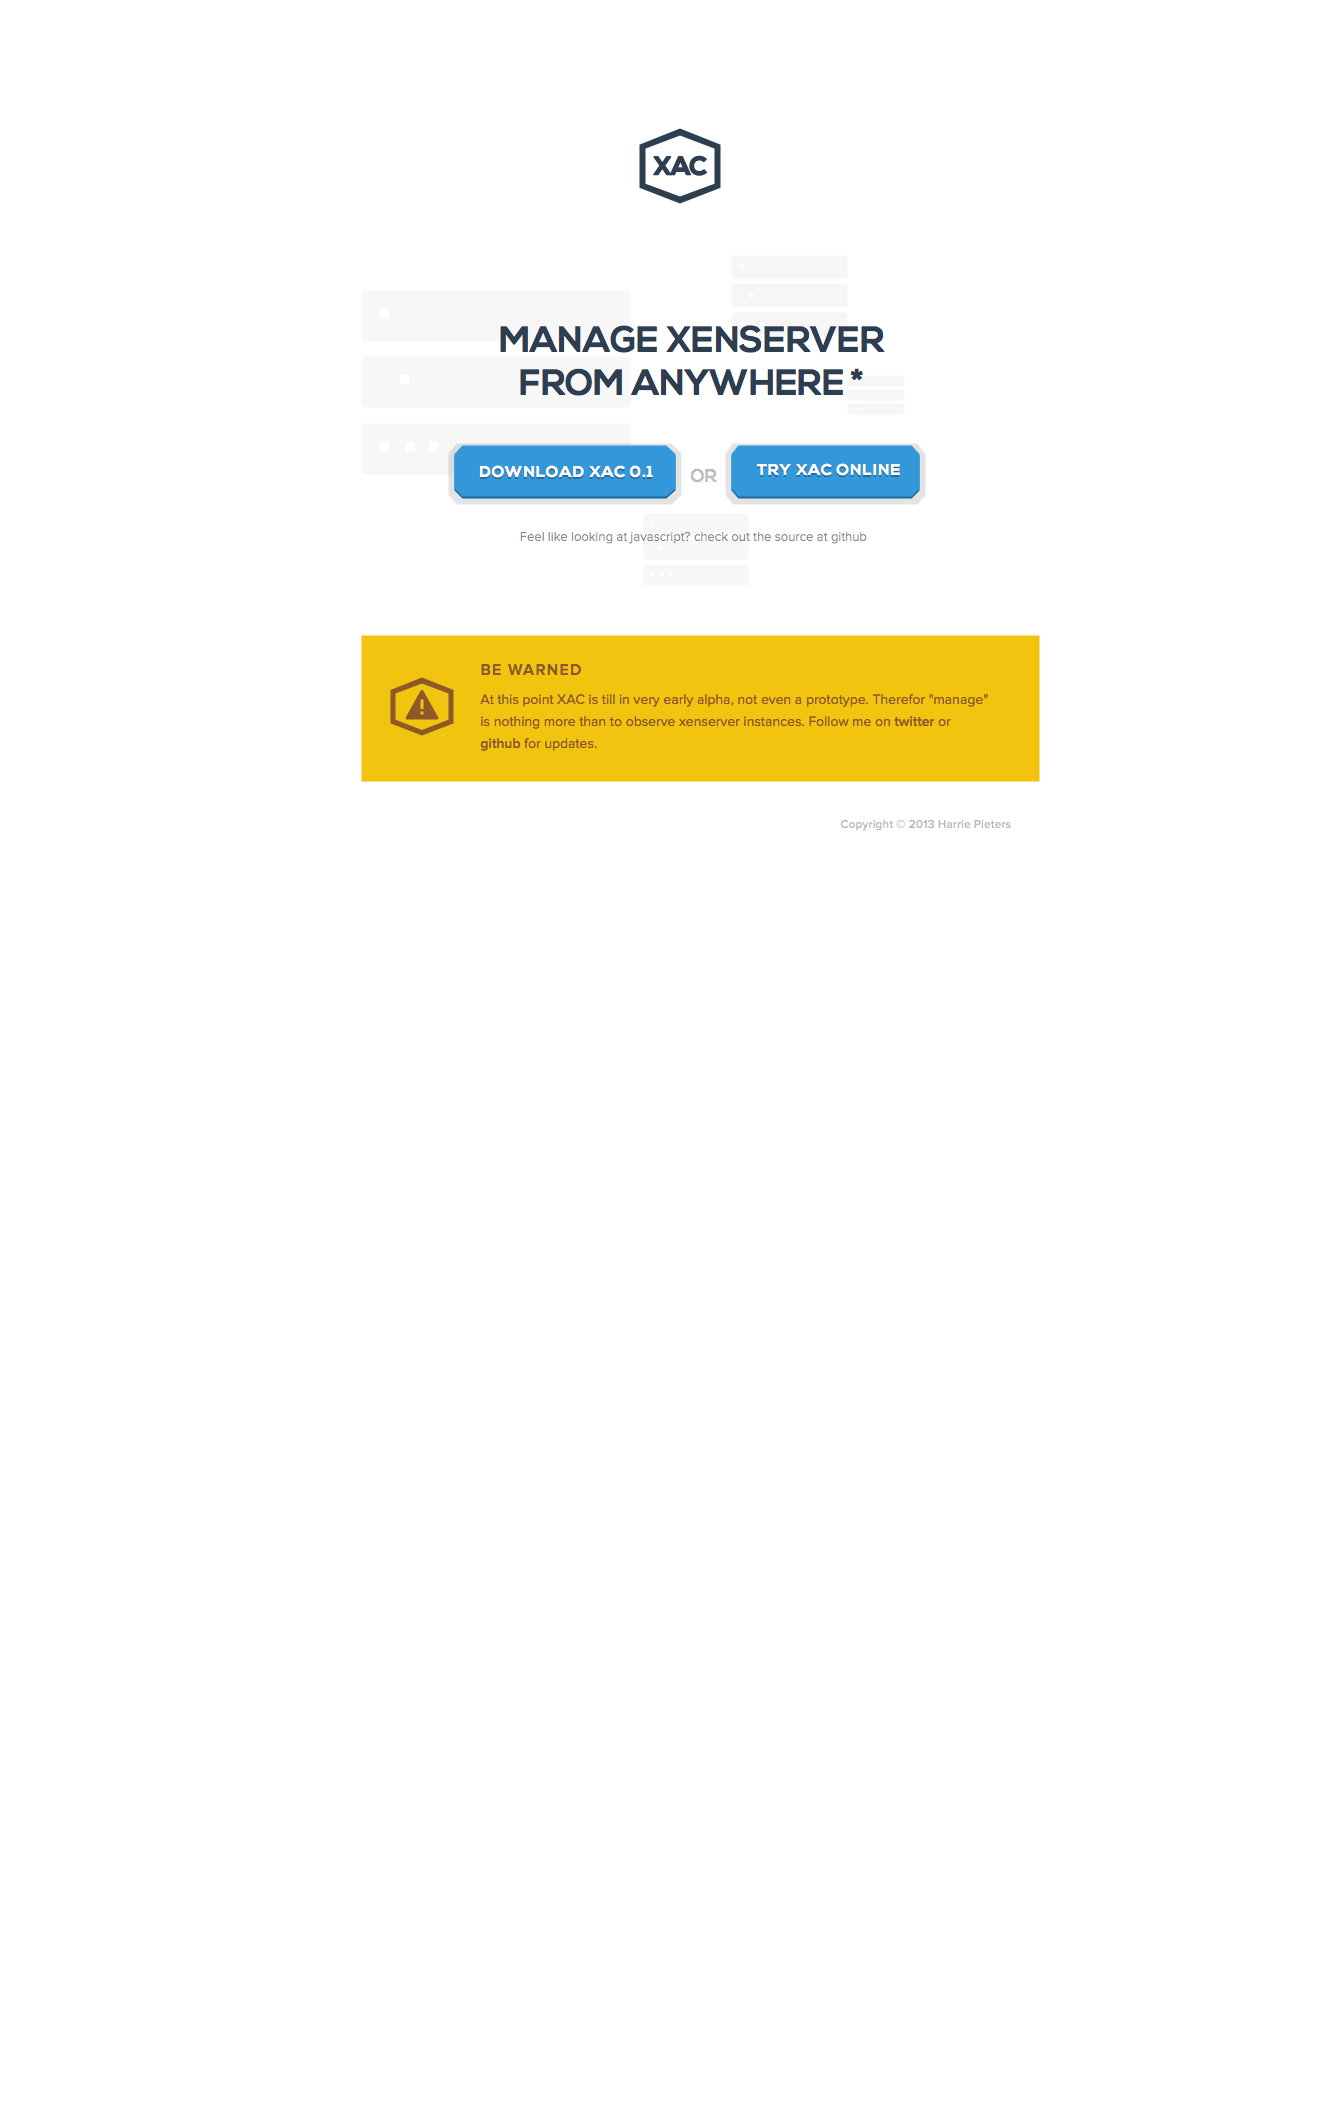 XAC
MANAGE XENSERVER
FROM ANYWHERE *
DOWNLOAD XAC 0.1
OR
TRY XAC ONLINE
Feel like looking at javascript? check out the source at github
BE WARNED
At this point XAC is till in very early alpha, not even a prototype. Therefor "manage"
is nothing more than to observe xenserver instances. Follow me on twitter or
github for updates.
Copyright © 2013 Harrie Pieters